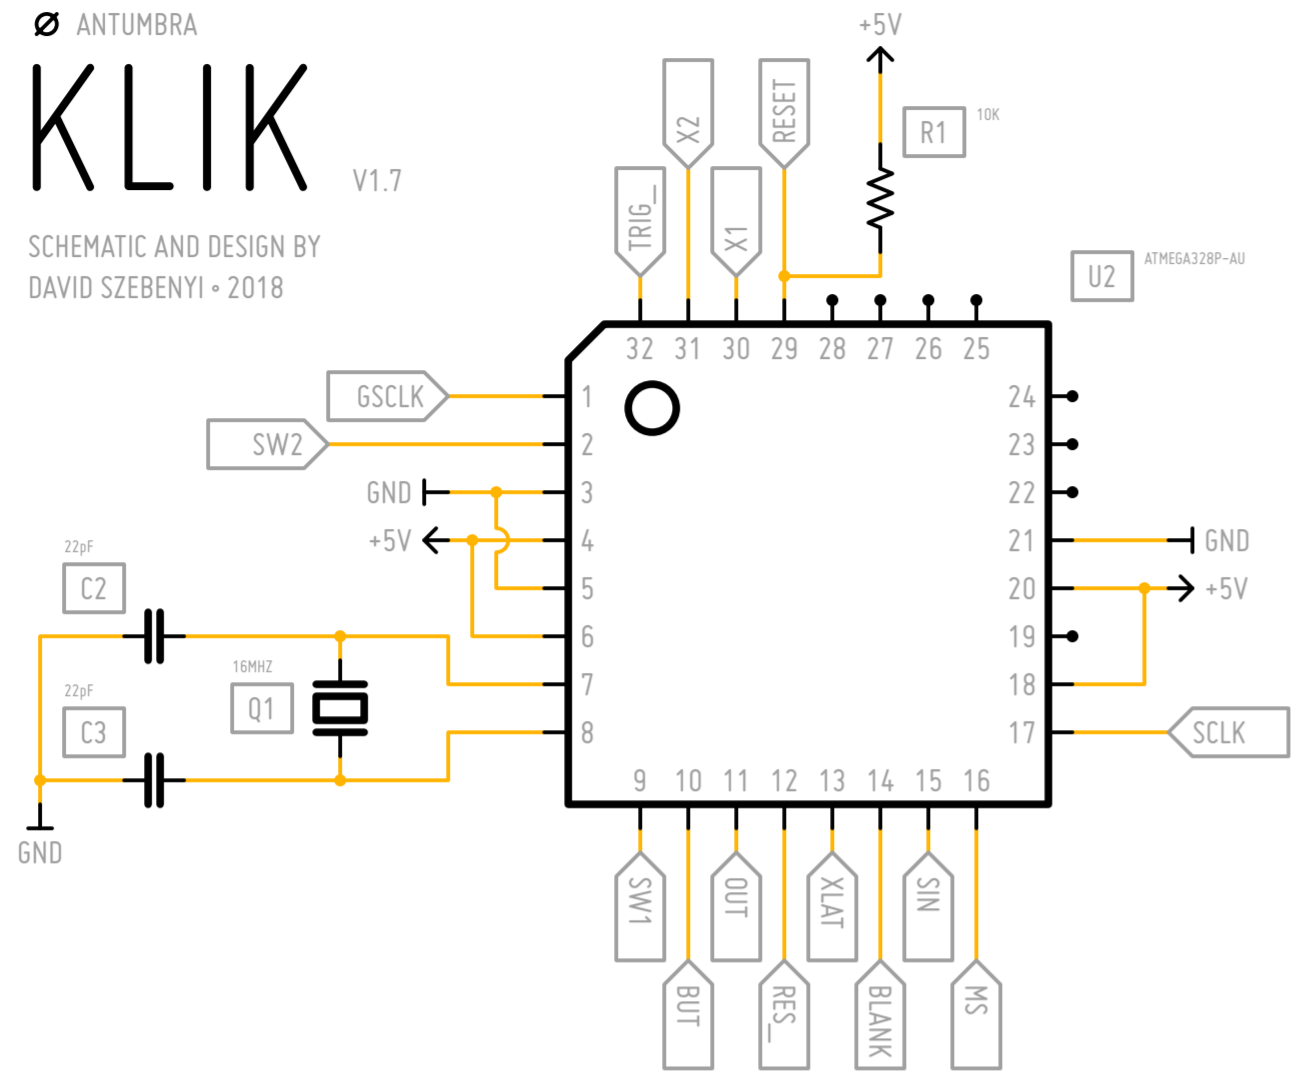 Ø ANTUMBRA
KLIK
V1.7
SCHEMATIC AND DESIGN BY
DAVID SZEBENYI ∘ 2018
+5V
R1
10K
X2
RESET
TRIG_
X1
U2
ATMEGA328P-AU
32 31 30 29 28 27 26 25
GSCLK
1
24
SW2
2
23
GND
3
22
+5V
4
21
GND
5
20
+5V
22pF
C2
6
19
16MHZ
Q1
7
18
22pF
C3
8
17
SCLK
9 10 11 12 13 14 15 16
GND
SW1
OUT
XLAT
SIN
BUT
RES_
BLANK
MS